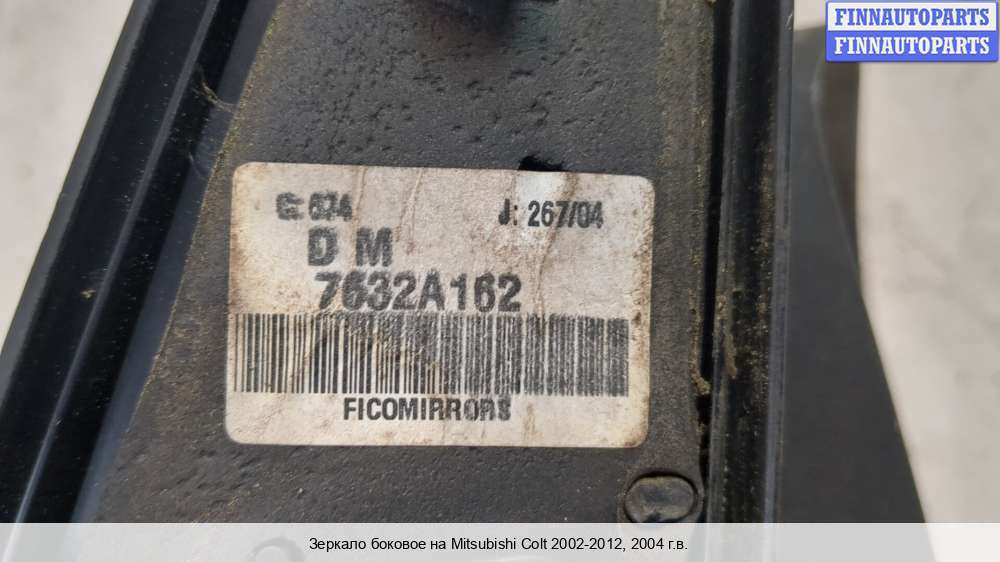 FINNAUTOPARTS
FINNAUTOPARTS
G: 674 J: 267/04
D M
7632A162
FICOMIRRORS
Зеркало боковое на Mitsubishi Colt 2002-2012, 2004 г.в.